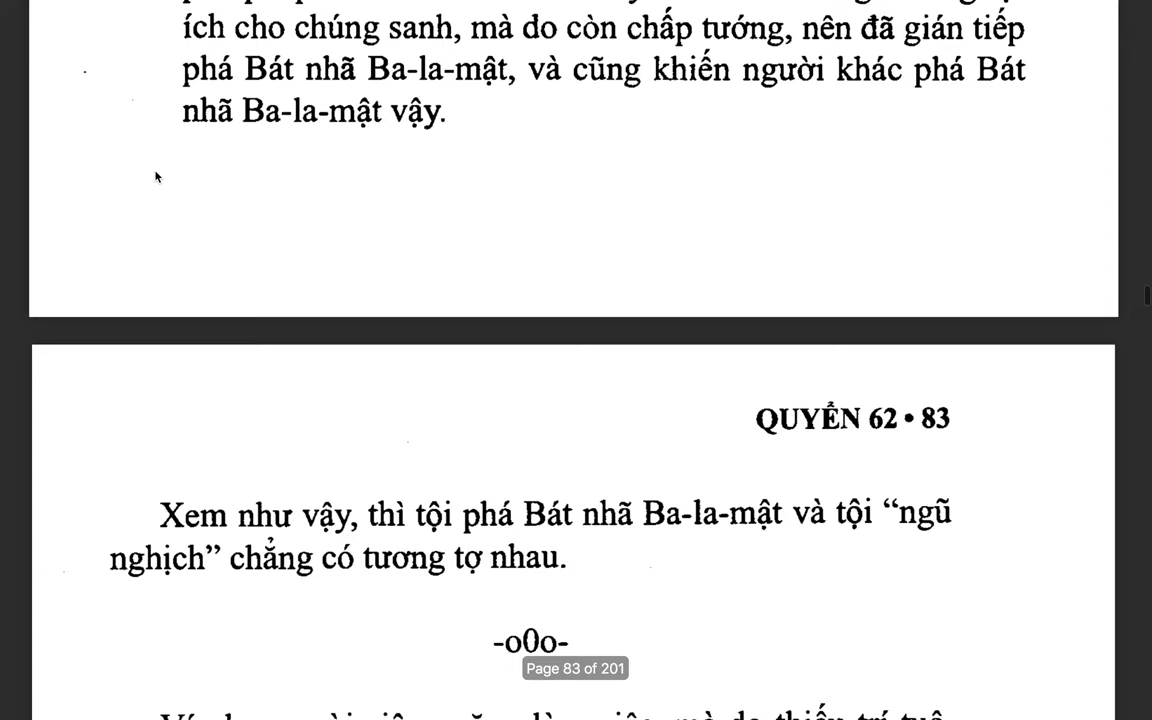 ích cho chúng sanh, mà do còn chấp tướng, nên đã gián tiếp
phá Bát nhã Ba-la-mật, và cũng khiến người khác phá Bát
nhã Ba-la-mật vậy.
QUYỂN 62 • 83
Xem như vậy, thì tội phá Bát nhã Ba-la-mật và tội “ngũ
nghịch” chẳng có tương tợ nhau.
-o0o-
Page 83 of 201